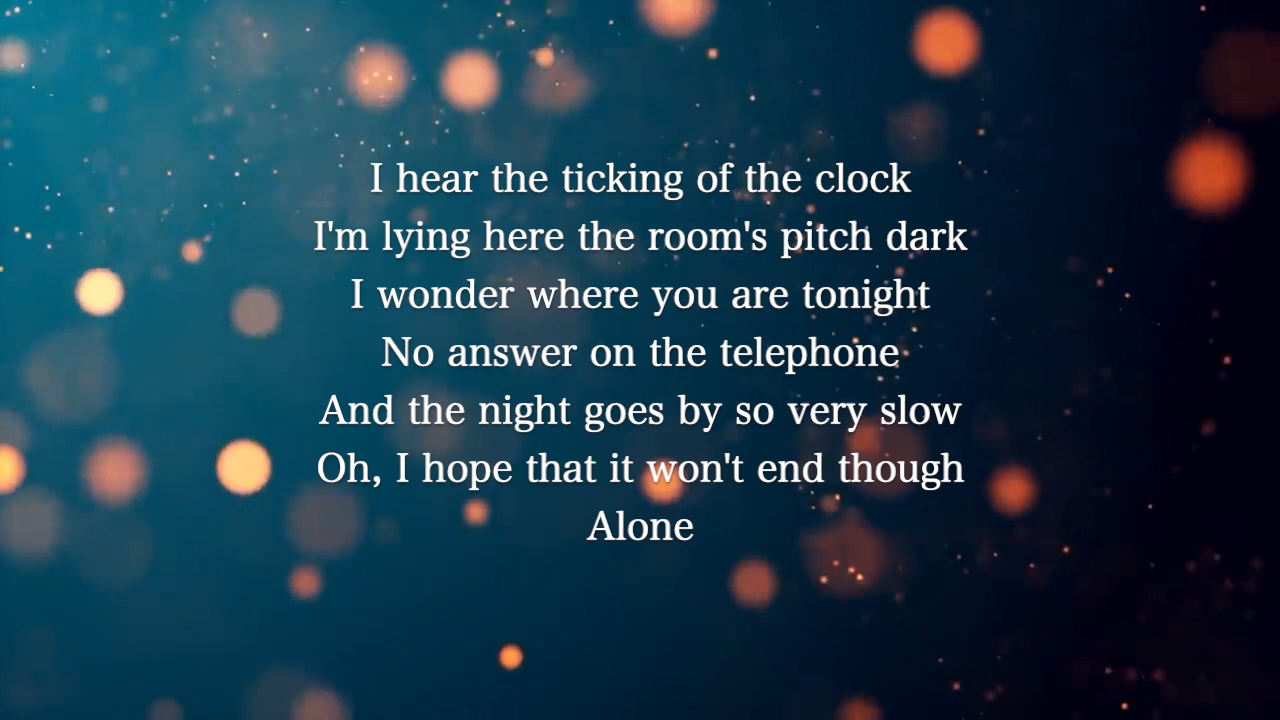 I hear the ticking of the clock
I'm lying here the room's pitch dark
I wonder where you are tonight
No answer on the telephone
And the night goes by so very slow
Oh, I hope that it won't end though
Alone